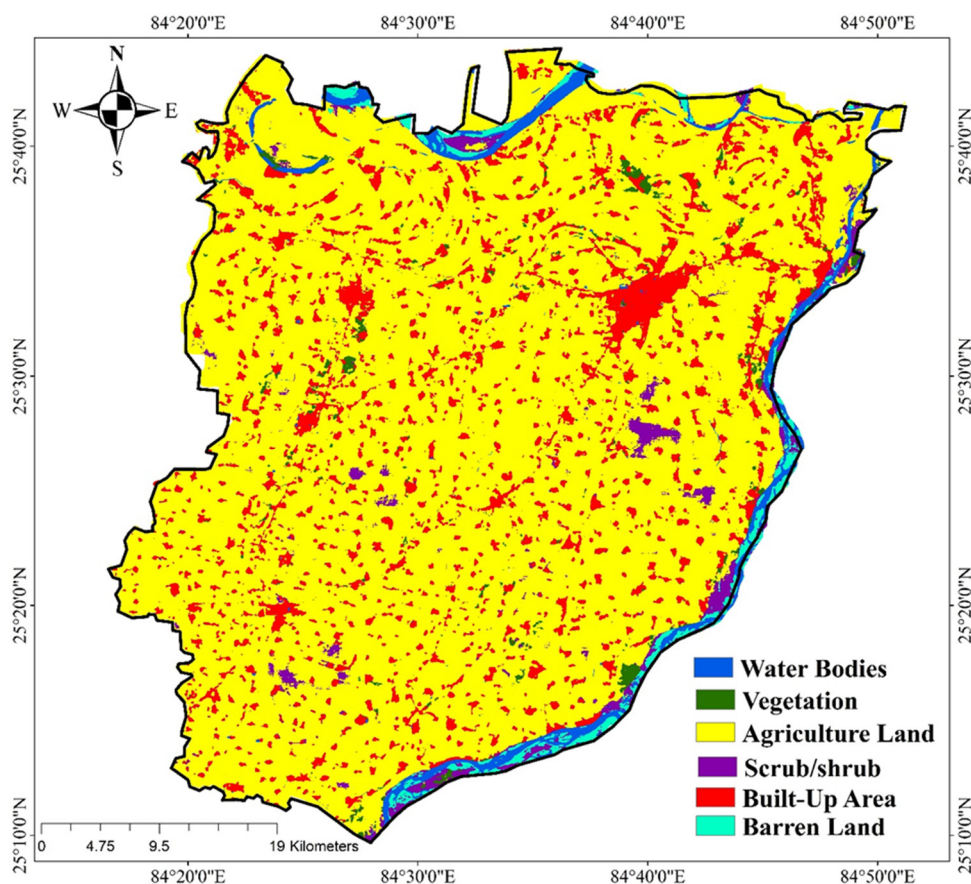 84°20'0"E 84°30'0"E 84°40'0"E 84°50'0"E
N
W E
S
25°40'0"N 25°40'0"N
25°30'0"N 25°30'0"N
25°20'0"N 25°20'0"N
Water Bodies
Vegetation
Agriculture Land
Scrub/shrub
Built-Up Area
Barren Land
25°10'0"N 25°10'0"N
0 4.75 9.5 19 Kilometers
84°20'0"E 84°30'0"E 84°40'0"E 84°50'0"E